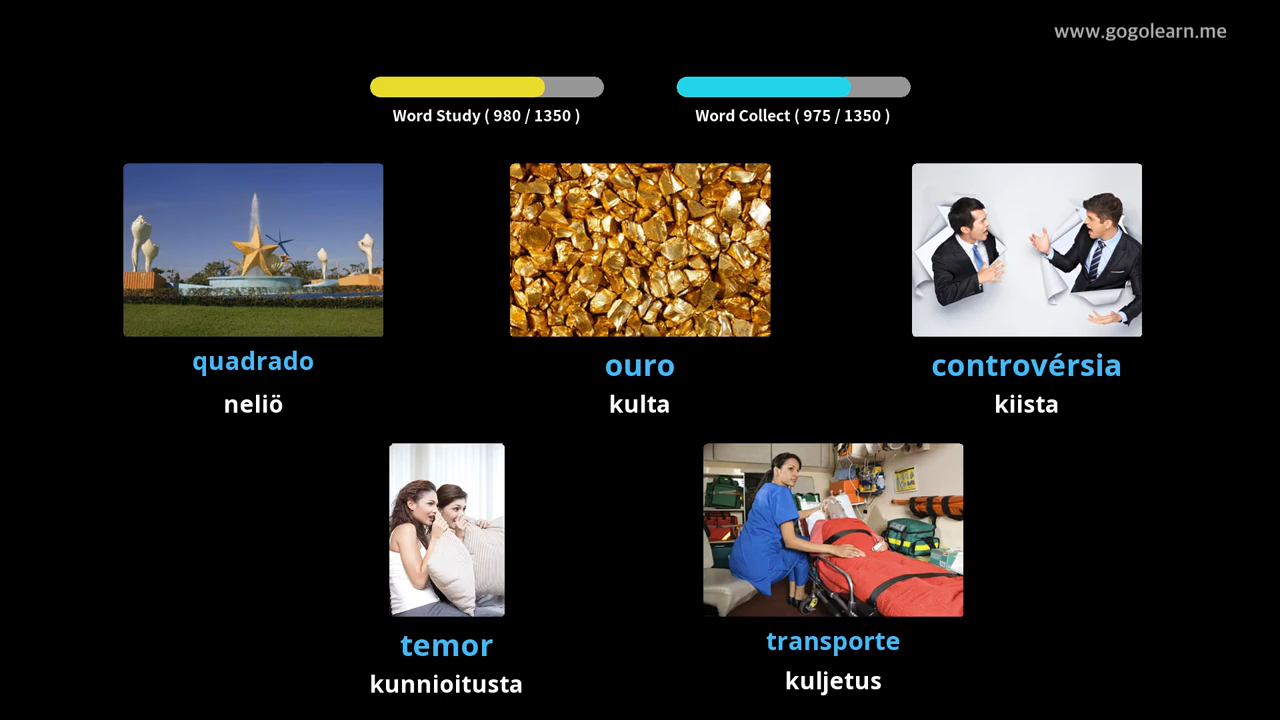 www.gogolearn.me
Word Study ( 980 / 1350 )
Word Collect ( 975 / 1350 )
quadrado
neliö
ouro
kulta
controvérsia
kiista
temor
kunnioitusta
transporte
kuljetus